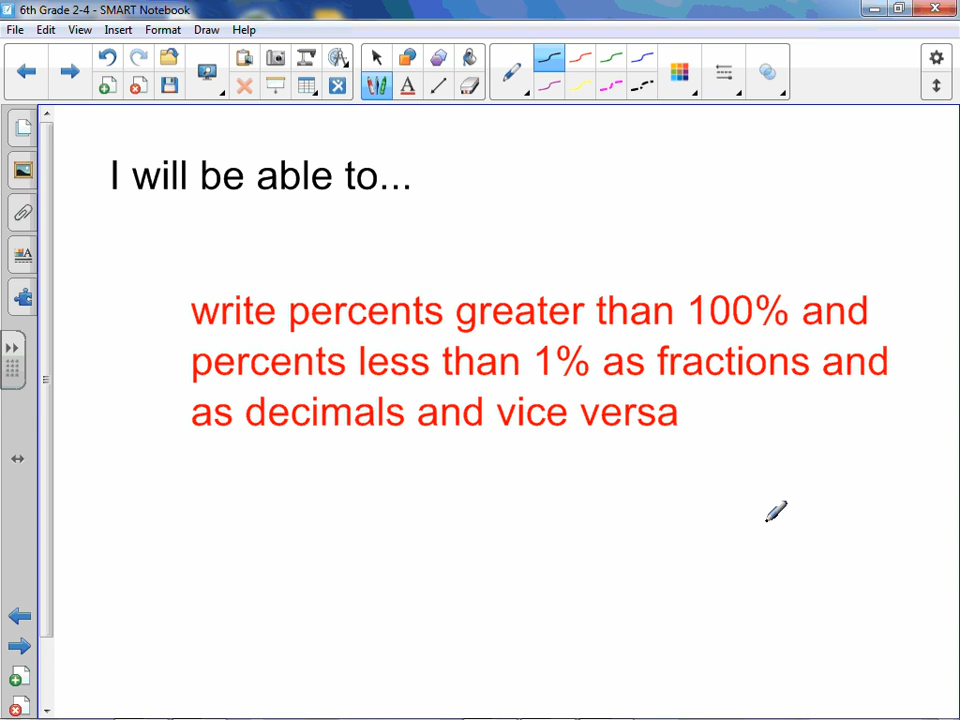 6th Grade 2-4 - SMART Notebook
File Edit View Insert Format Draw Help
I will be able to...
write percents greater than 100% and
percents less than 1% as fractions and
as decimals and vice versa